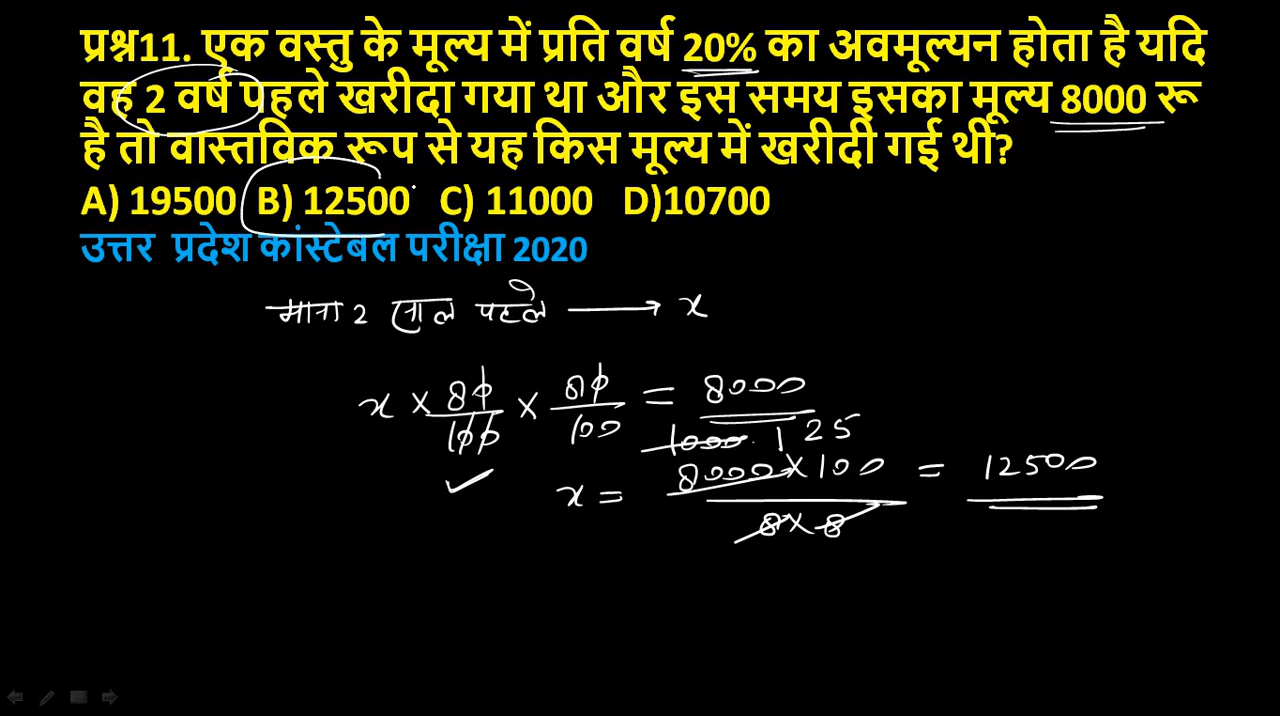 प्रश्न11. एक वस्तु के मूल्य में प्रति वर्ष 20% का अवमूल्यन होता है यदि
वह 2 वर्ष पहले खरीदा गया था और इस समय इसका मूल्य 8000 रू
है तो वास्तविक रूप से यह किस मूल्य में खरीदी गई थी?
A) 19500 B) 12500 C) 11000 D)10700
उत्तर प्रदेश कांस्टेबल परीक्षा 2020
माना 2 साल पहले → x
x × 80/100 × 80/100 = 8000
1000 125
x = 8000×100 / 8×8 = 12500